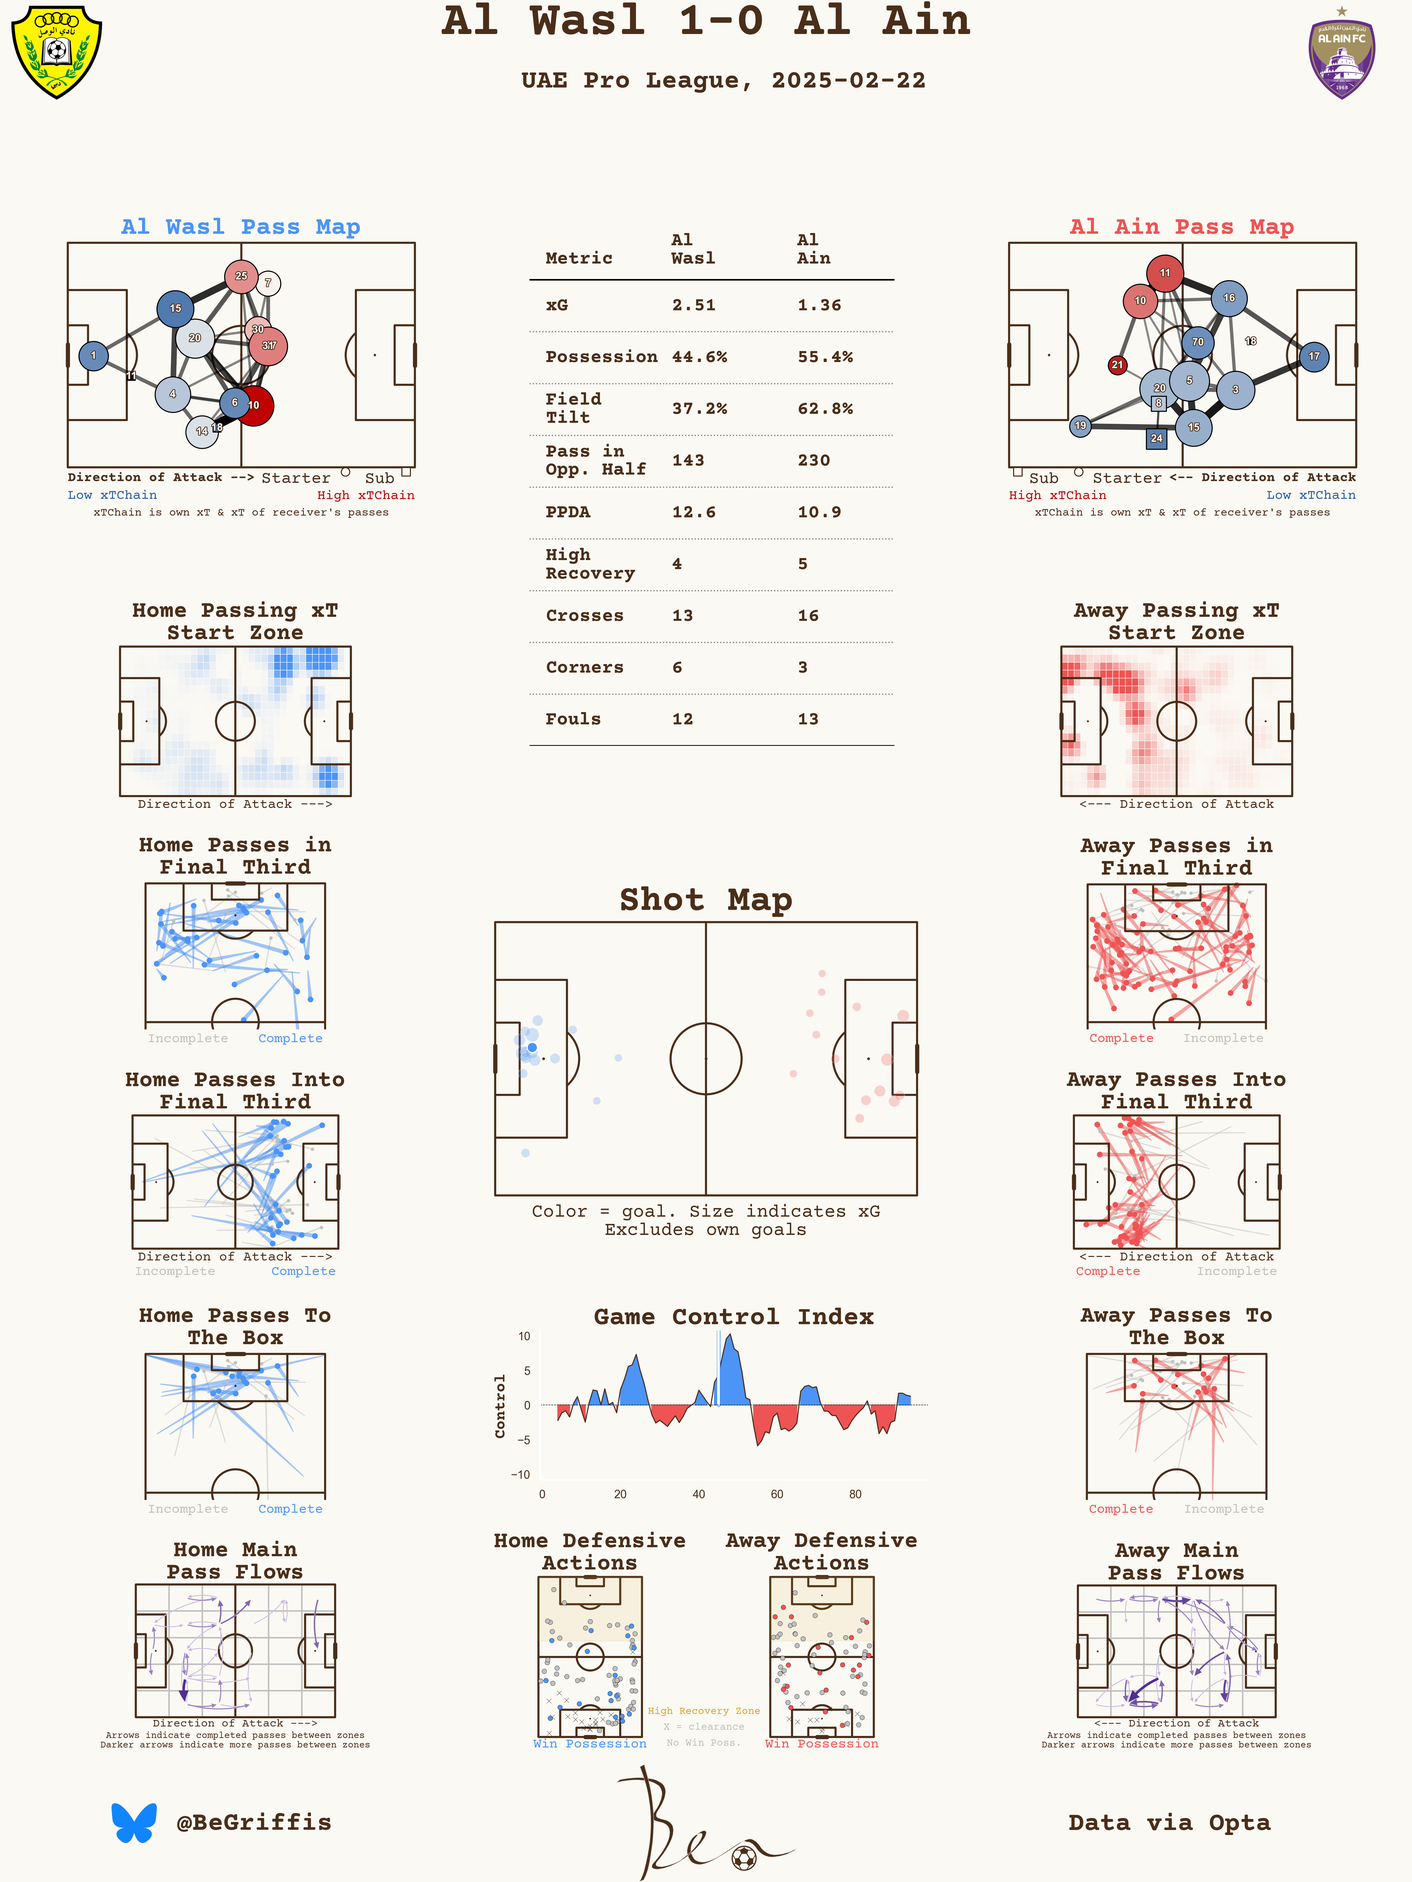 Al Wasl 1-0 Al Ain
UAE Pro League, 2025-02-22
نادي الوصل
دبي
AL AIN FC
1968
Al Wasl Pass Map
25
7
15
30
20
317
1
11
4
6
10
14
18
Direction of Attack --> Starter Sub
Low xTChain High xTChain
xTChain is own xT & xT of receiver's passes
Metric Al Wasl Al Ain
xG 2.51 1.36
Possession 44.6% 55.4%
Field Tilt 37.2% 62.8%
Pass in Opp. Half 143 230
PPDA 12.6 10.9
High Recovery 4 5
Crosses 13 16
Corners 6 3
Fouls 12 13
Al Ain Pass Map
11
10
16
70
18
17
21
5
20
3
8
19
15
24
Sub Starter <-- Direction of Attack
High xTChain Low xTChain
xTChain is own xT & xT of receiver's passes
Home Passing xT
Start Zone
Direction of Attack --->
Away Passing xT
Start Zone
<--- Direction of Attack
Home Passes in
Final Third
Incomplete Complete
Away Passes in
Final Third
Complete Incomplete
Shot Map
Color = goal. Size indicates xG
Excludes own goals
Home Passes Into
Final Third
Direction of Attack --->
Incomplete Complete
Away Passes Into
Final Third
<--- Direction of Attack
Complete Incomplete
Home Passes To
The Box
Incomplete Complete
Game Control Index
Control
10
5
0
−5
−10
0 20 40 60 80
Away Passes To
The Box
Complete Incomplete
Home Main
Pass Flows
Direction of Attack --->
Arrows indicate completed passes between zones
Darker arrows indicate more passes between zones
Home Defensive
Actions
Win Possession
High Recovery Zone
X = clearance
No Win Poss.
Away Defensive
Actions
Win Possession
Away Main
Pass Flows
<--- Direction of Attack
Arrows indicate completed passes between zones
Darker arrows indicate more passes between zones
@BeGriffis
Ben
Data via Opta